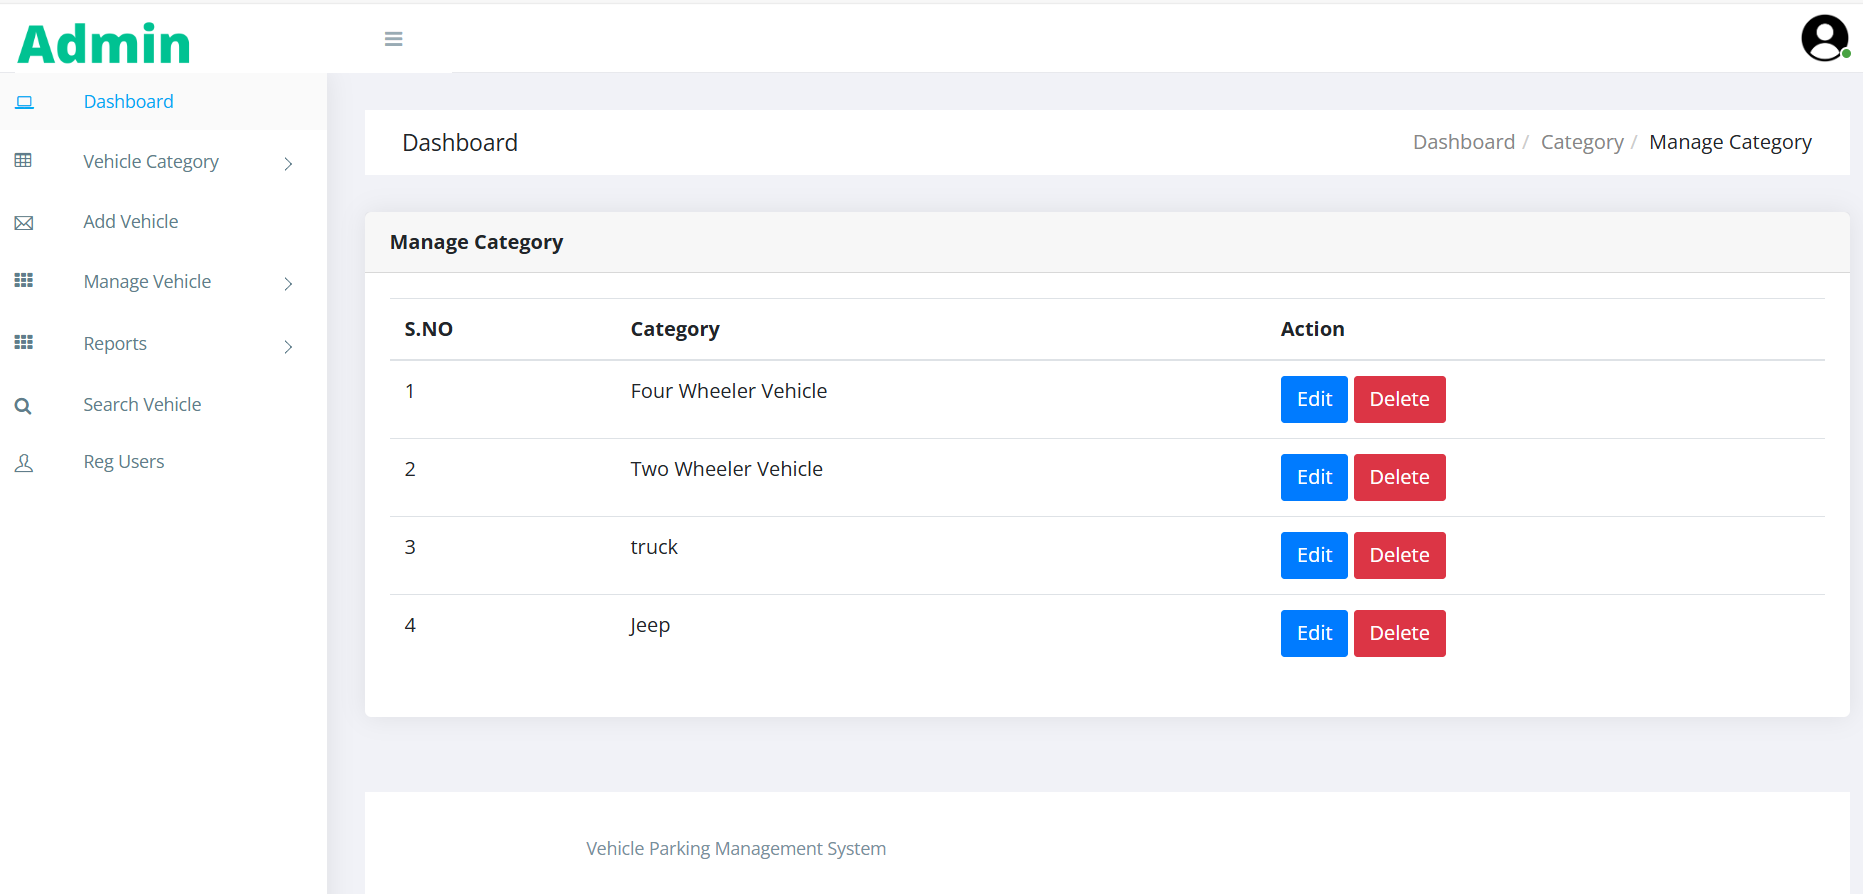 Admin
Dashboard
Vehicle Category
Add Vehicle
Manage Vehicle
Reports
Search Vehicle
Reg Users
Dashboard
Dashboard / Category / Manage Category
Manage Category
S.NO Category Action
1 Four Wheeler Vehicle Edit Delete
2 Two Wheeler Vehicle Edit Delete
3 truck Edit Delete
4 Jeep Edit Delete
Vehicle Parking Management System